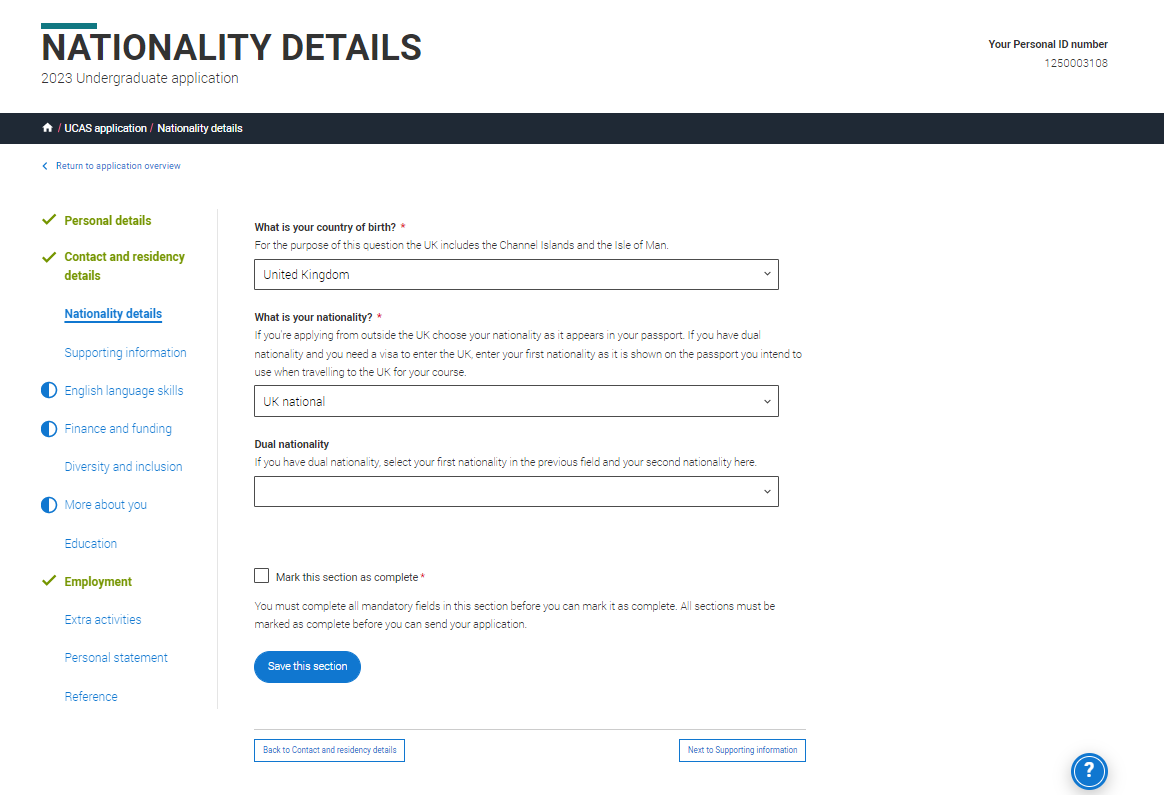 NATIONALITY DETAILS
2023 Undergraduate application
Your Personal ID number
1250003108
/ UCAS application / Nationality details
Return to application overview
Personal details
Contact and residency
details
Nationality details
Supporting information
English language skills
Finance and funding
Diversity and inclusion
More about you
Education
Employment
Extra activities
Personal statement
Reference
What is your country of birth? *
For the purpose of this question the UK includes the Channel Islands and the Isle of Man.
United Kingdom
What is your nationality? *
If you're applying from outside the UK choose your nationality as it appears in your passport. If you have dual
nationality and you need a visa to enter the UK, enter your first nationality as it is shown on the passport you intend to
use when travelling to the UK for your course.
UK national
Dual nationality
If you have dual nationality, select your first nationality in the previous field and your second nationality here.
Mark this section as complete *
You must complete all mandatory fields in this section before you can mark it as complete. All sections must be
marked as complete before you can send your application.
Save this section
Back to Contact and residency details
Next to Supporting information
?